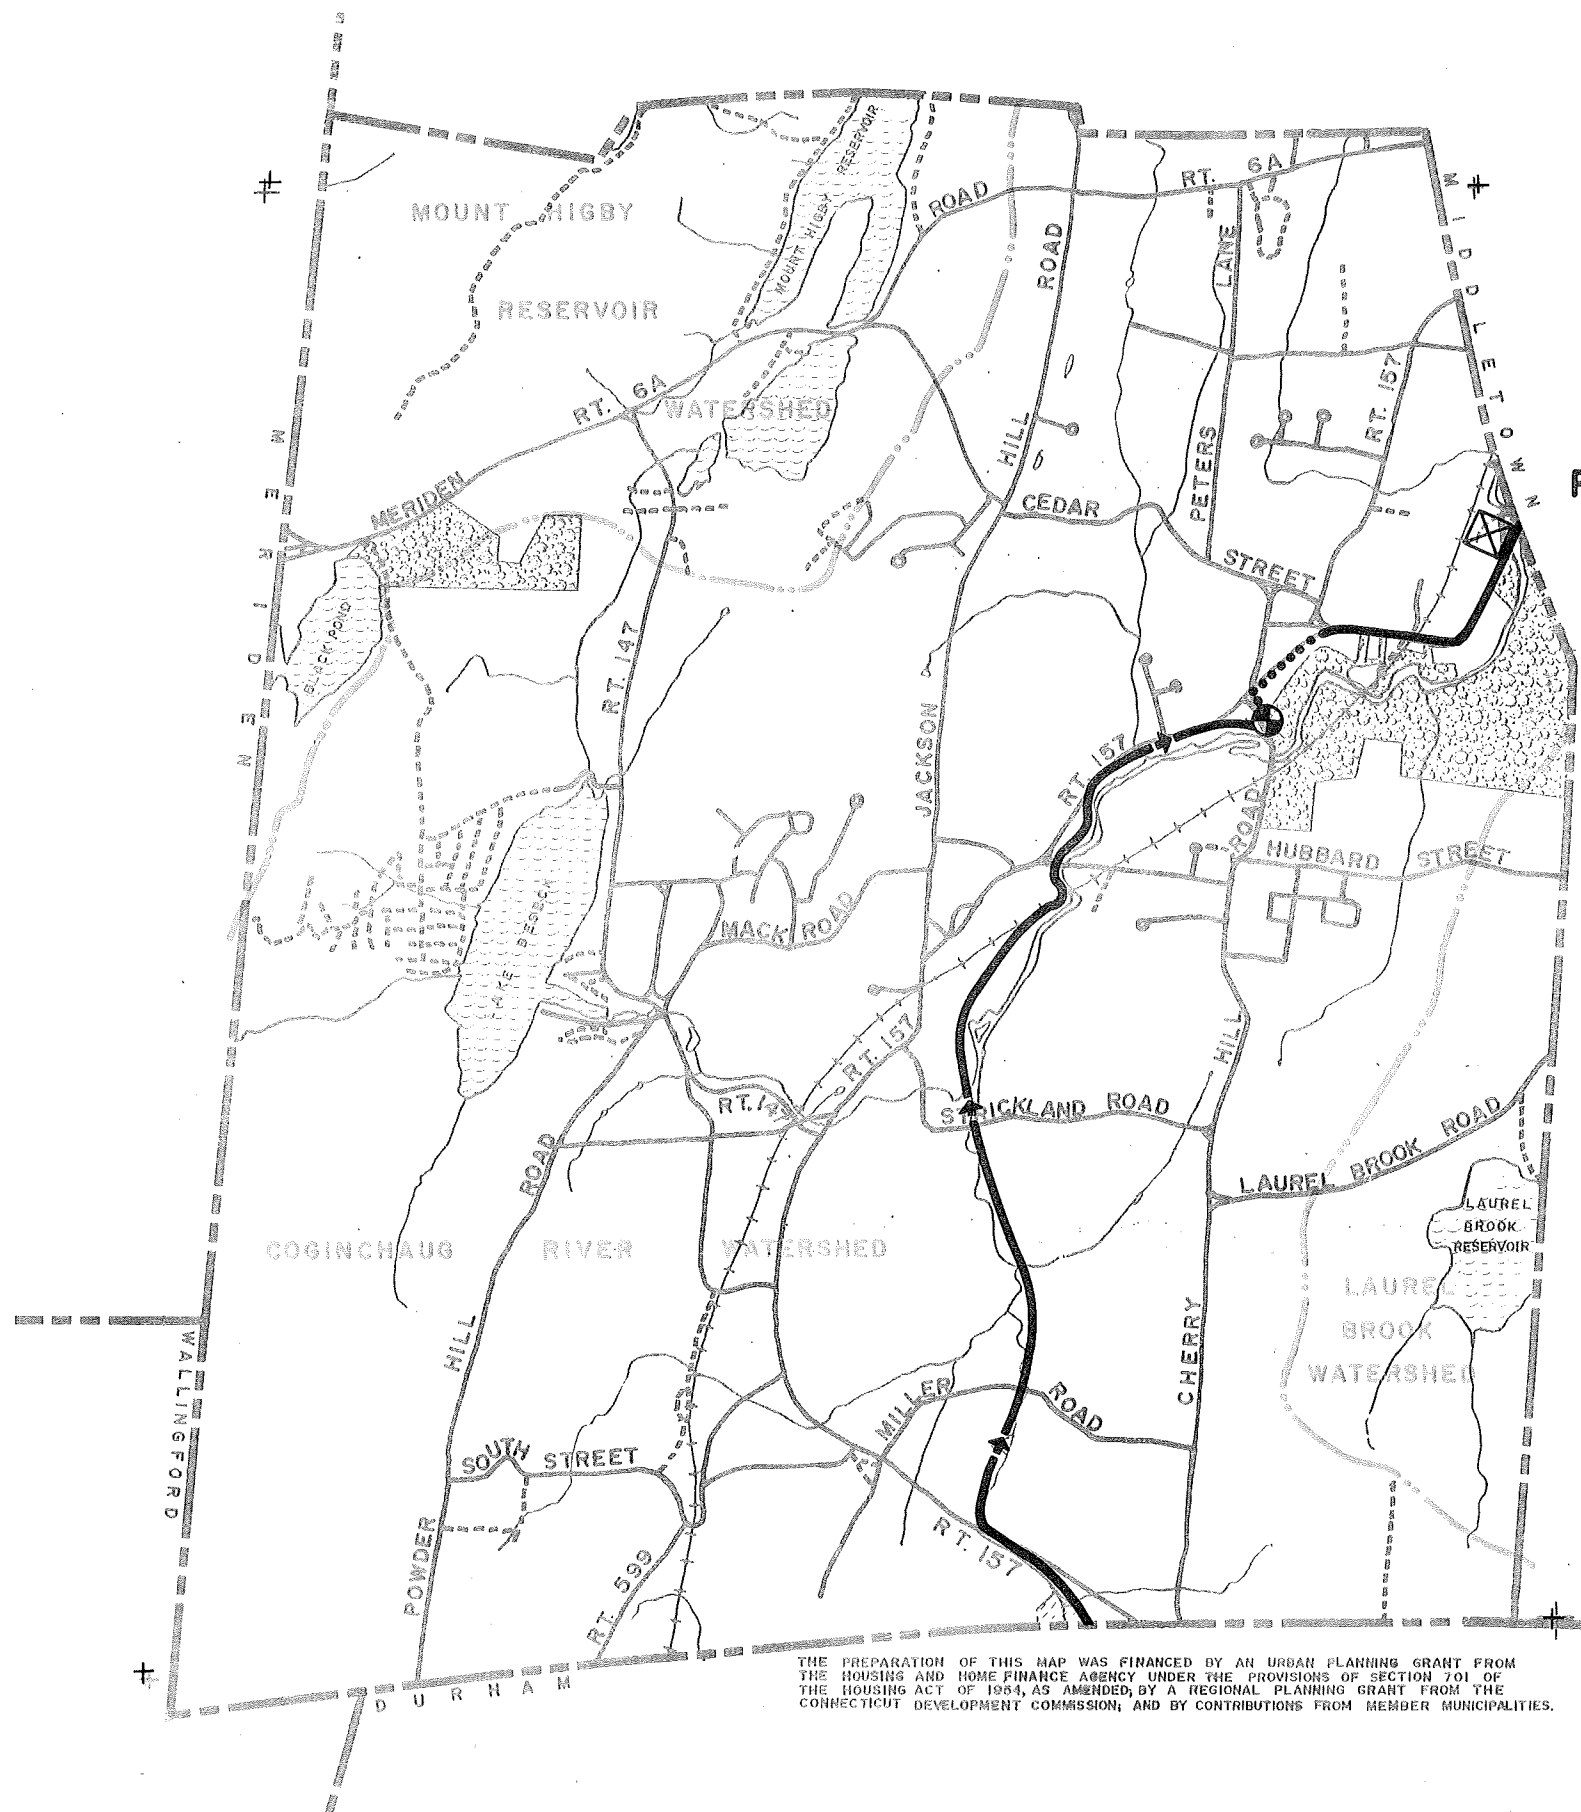 MOUNT HIGBY
RESERVOIR
WATERSHED
MOUNT HIGBY RESERVOIR
ROAD
RT. 6A
MIDDLETOWN
LANE
ROAD
RT. 6A
RT. 157
HILL
PETERS
MERIDEN
CEDAR
STREET
MERIDEN
BLACK POND
RT. 147
JACKSON
RT. 157
ROAD
HUBBARD STREET
MACK ROAD
LAKE BESECK
RT. 157
HILL
RT. 147
STRICKLAND ROAD
LAUREL BROOK ROAD
ROAD
LAUREL
BROOK
RESERVOIR
COGINCHAUG RIVER WATERSHED
LAUREL
BROOK
WATERSHED
HILL
CHERRY
WALLINGFORD
MILLER ROAD
SOUTH STREET
POWDER
RT. 599
RT. 157
DURHAM
THE PREPARATION OF THIS MAP WAS FINANCED BY AN URBAN PLANNING GRANT FROM
THE HOUSING AND HOME FINANCE AGENCY UNDER THE PROVISIONS OF SECTION 701 OF
THE HOUSING ACT OF 1954, AS AMENDED; BY A REGIONAL PLANNING GRANT FROM THE
CONNECTICUT DEVELOPMENT COMMISSION; AND BY CONTRIBUTIONS FROM MEMBER MUNICIPALITIES.